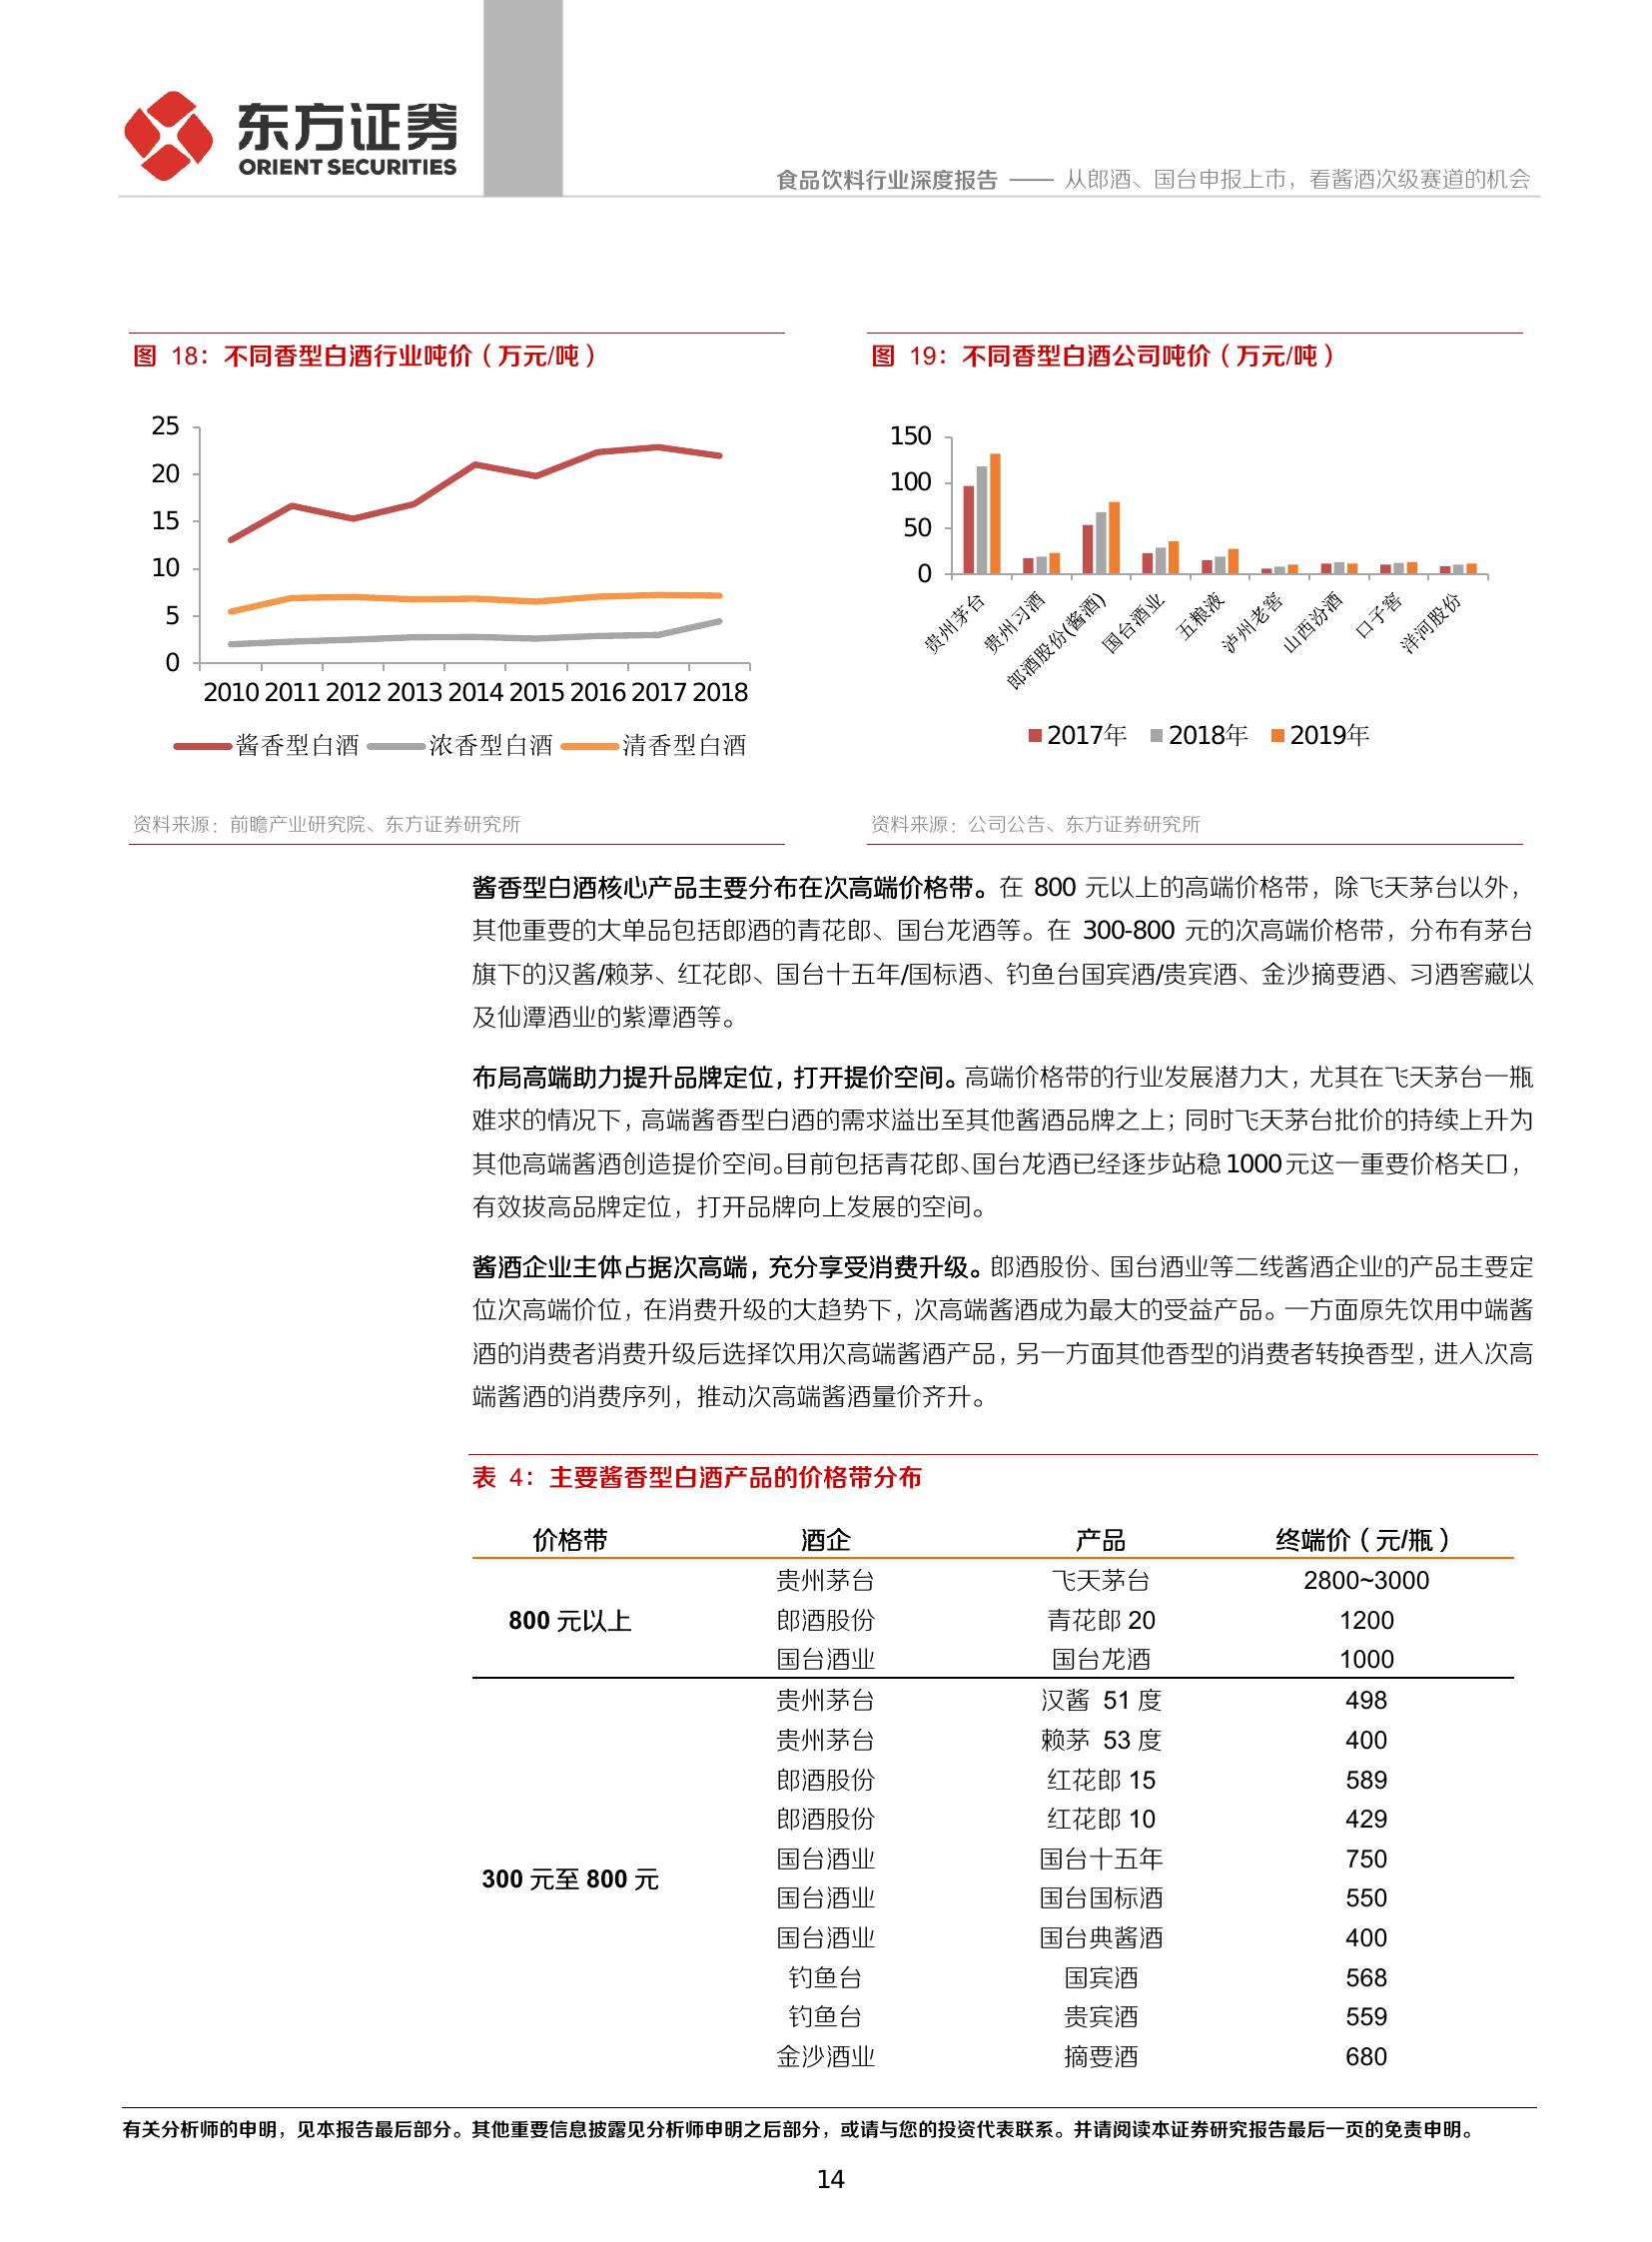 东方证券
ORIENT SECURITIES
食品饮料行业深度报告 —— 从郎酒、国台申报上市，看酱酒次级赛道的机会
图 18：不同香型白酒行业吨价（万元/吨）
25
20
15
10
5
0
2010 2011 2012 2013 2014 2015 2016 2017 2018
酱香型白酒 浓香型白酒 清香型白酒
资料来源：前瞻产业研究院、东方证券研究所
图 19：不同香型白酒公司吨价（万元/吨）
150
100
50
0
贵州茅台 贵州习酒 郎酒股份(酱酒) 国台酒业 五粮液 泸州老窖 山西汾酒 口子窖 洋河股份
2017年 2018年 2019年
资料来源：公司公告、东方证券研究所
酱香型白酒核心产品主要分布在次高端价格带。在 800 元以上的高端价格带，除飞天茅台以外，
其他重要的大单品包括郎酒的青花郎、国台龙酒等。在 300-800 元的次高端价格带，分布有茅台
旗下的汉酱/赖茅、红花郎、国台十五年/国标酒、钓鱼台国宾酒/贵宾酒、金沙摘要酒、习酒窖藏以
及仙潭酒业的紫潭酒等。
布局高端助力提升品牌定位，打开提价空间。高端价格带的行业发展潜力大，尤其在飞天茅台一瓶
难求的情况下，高端酱香型白酒的需求溢出至其他酱酒品牌之上；同时飞天茅台批价的持续上升为
其他高端酱酒创造提价空间。目前包括青花郎、国台龙酒已经逐步站稳 1000 元这一重要价格关口，
有效拔高品牌定位，打开品牌向上发展的空间。
酱酒企业主体占据次高端，充分享受消费升级。郎酒股份、国台酒业等二线酱酒企业的产品主要定
位次高端价位，在消费升级的大趋势下，次高端酱酒成为最大的受益产品。一方面原先饮用中端酱
酒的消费者消费升级后选择饮用次高端酱酒产品，另一方面其他香型的消费者转换香型，进入次高
端酱酒的消费序列，推动次高端酱酒量价齐升。
表 4：主要酱香型白酒产品的价格带分布
价格带 酒企 产品 终端价（元/瓶）
贵州茅台 飞天茅台 2800~3000
800 元以上 郎酒股份 青花郎 20 1200
国台酒业 国台龙酒 1000
贵州茅台 汉酱 51 度 498
贵州茅台 赖茅 53 度 400
郎酒股份 红花郎 15 589
郎酒股份 红花郎 10 429
国台酒业 国台十五年 750
300 元至 800 元
国台酒业 国台国标酒 550
国台酒业 国台典酱酒 400
钓鱼台 国宾酒 568
钓鱼台 贵宾酒 559
金沙酒业 摘要酒 680
有关分析师的申明，见本报告最后部分。其他重要信息披露见分析师申明之后部分，或请与您的投资代表联系。并请阅读本证券研究报告最后一页的免责申明。
14